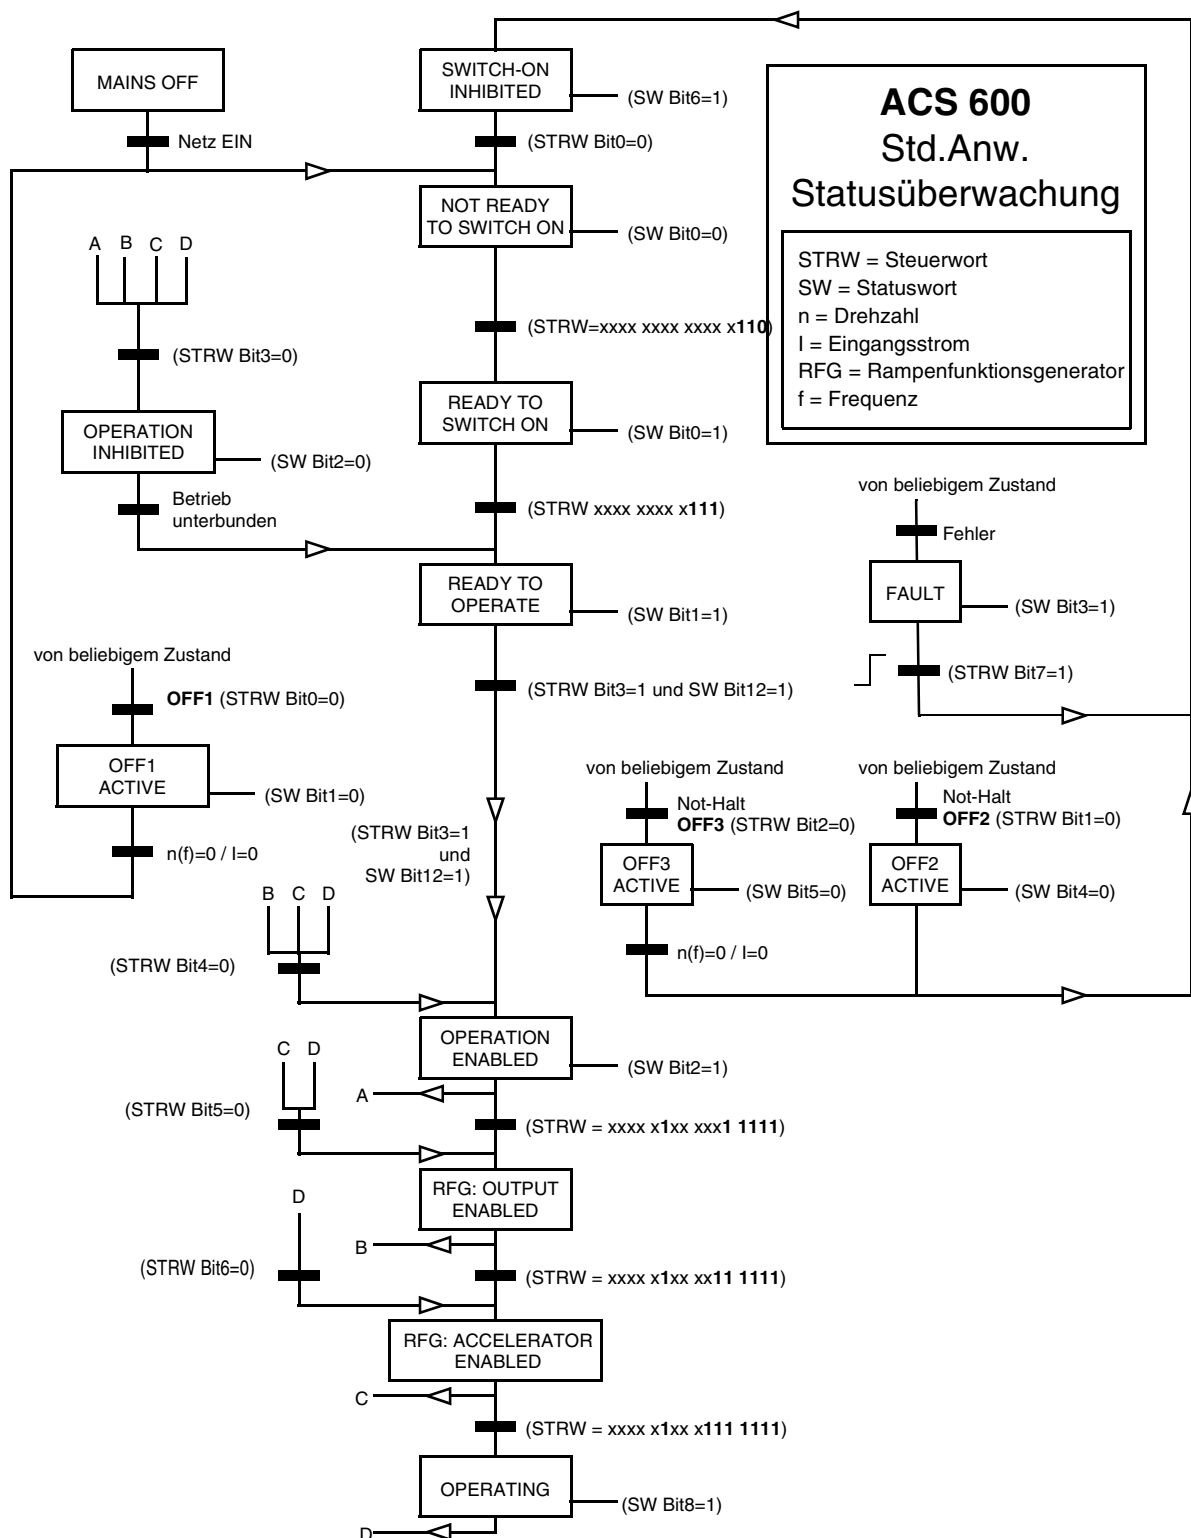 MAINS OFF
Netz EIN
SWITCH-ON
INHIBITED
(SW Bit6=1)
(STRW Bit0=0)
ACS 600
Std.Anw.
Statusüberwachung
STRW = Steuerwort
SW = Statuswort
n = Drehzahl
I = Eingangsstrom
RFG = Rampenfunktionsgenerator
f = Frequenz
NOT READY
TO SWITCH ON
(SW Bit0=0)
A B C D
(STRW=xxxx xxxx xxxx x110)
(STRW Bit3=0)
READY TO
SWITCH ON
(SW Bit0=1)
OPERATION
INHIBITED
(SW Bit2=0)
Betrieb
unterbunden
(STRW xxxx xxxx x111)
von beliebigem Zustand
Fehler
FAULT
(SW Bit3=1)
(STRW Bit7=1)
READY TO
OPERATE
(SW Bit1=1)
(STRW Bit3=1 und SW Bit12=1)
von beliebigem Zustand
OFF1 (STRW Bit0=0)
OFF1
ACTIVE
(SW Bit1=0)
n(f)=0 / I=0
(STRW Bit3=1
und
SW Bit12=1)
von beliebigem Zustand
Not-Halt
OFF3 (STRW Bit2=0)
OFF3
ACTIVE
(SW Bit5=0)
n(f)=0 / I=0
von beliebigem Zustand
Not-Halt
OFF2 (STRW Bit1=0)
OFF2
ACTIVE
(SW Bit4=0)
B C D
(STRW Bit4=0)
OPERATION
ENABLED
(SW Bit2=1)
A
C D
(STRW Bit5=0)
(STRW = xxxx x1xx xxx1 1111)
RFG: OUTPUT
ENABLED
D
B
(STRW Bit6=0)
(STRW = xxxx x1xx xx11 1111)
RFG: ACCELERATOR
ENABLED
C
(STRW = xxxx x1xx x111 1111)
OPERATING
(SW Bit8=1)
D